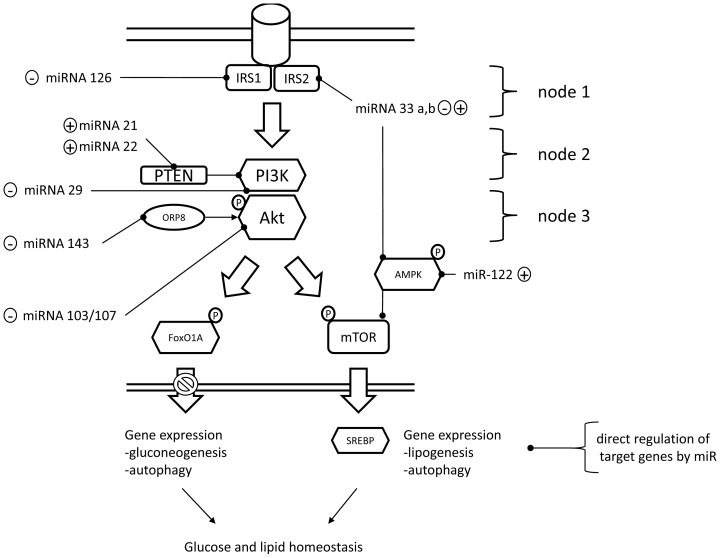 IRS1 IRS2
⊖ miRNA 126
miRNA 33 a,b ⊖ ⊕
node 1
⊕ miRNA 21
⊕ miRNA 22
node 2
PTEN
PI3K
⊖ miRNA 29
node 3
P
ORP8
Akt
⊖ miRNA 143
P
AMPK
miR-122 ⊕
⊖ miRNA 103/107
P
FoxO1A
P
mTOR
Gene expression
-gluconeogenesis
-autophagy
SREBP
Gene expression
-lipogenesis
-autophagy
direct regulation of
target genes by miR
Glucose and lipid homeostasis